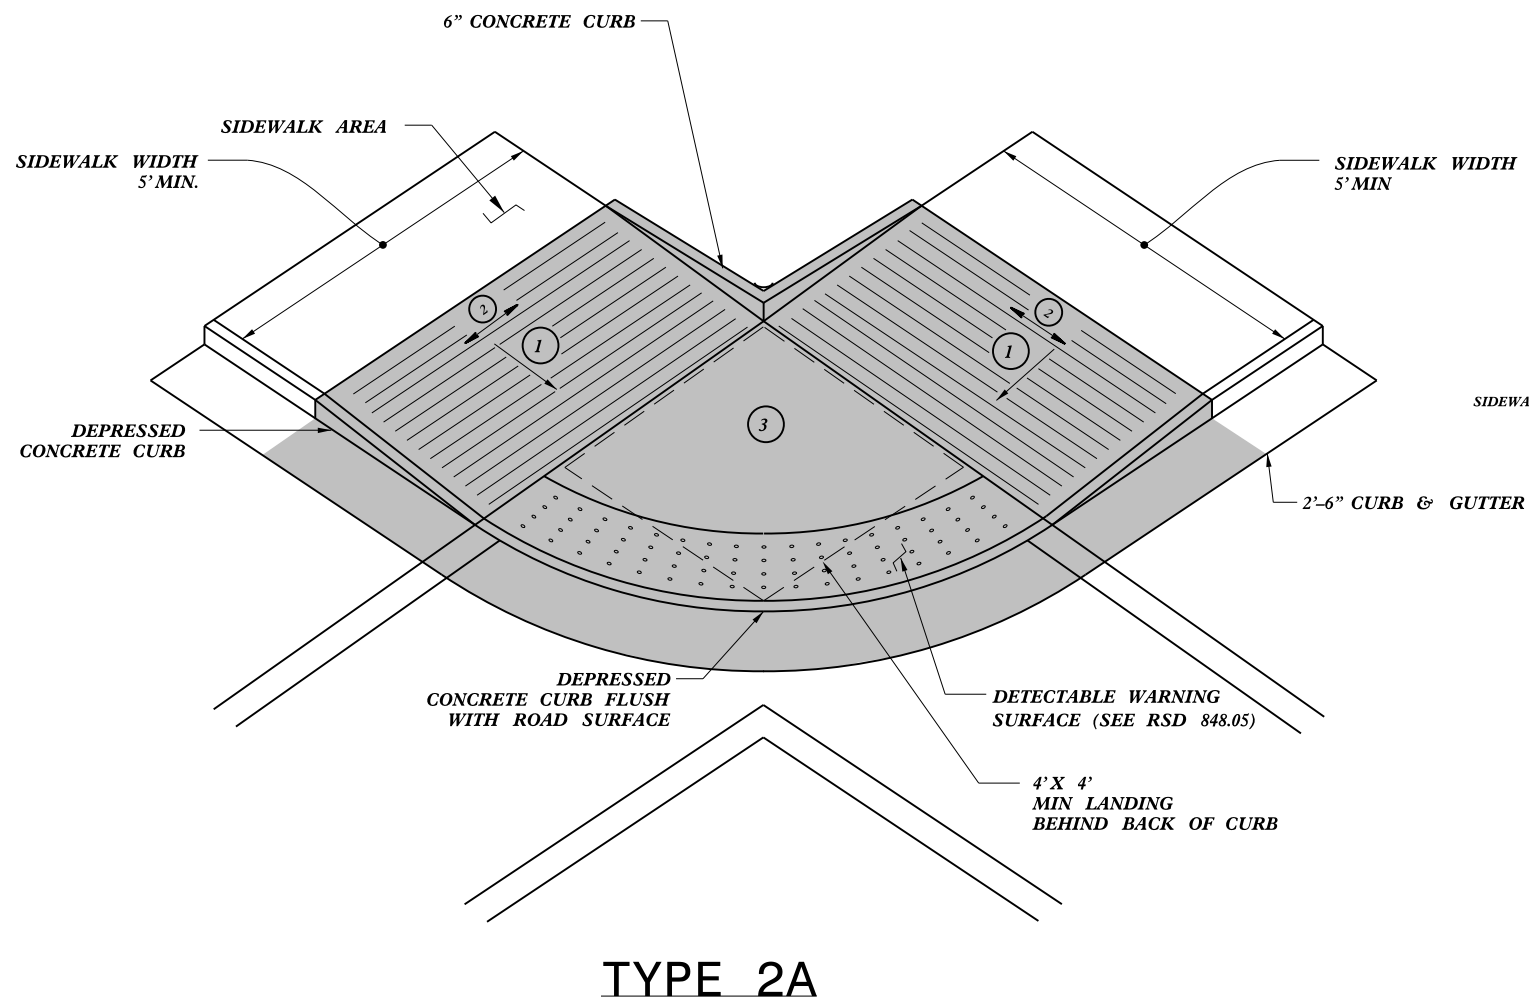 6" CONCRETE CURB
SIDEWALK AREA
SIDEWALK WIDTH
5' MIN.
SIDEWALK WIDTH
5' MIN
2
1
2
1
3
SIDEWA
DEPRESSED
CONCRETE CURB
2'–6" CURB & GUTTER
DEPRESSED
CONCRETE CURB FLUSH
WITH ROAD SURFACE
DETECTABLE WARNING
SURFACE (SEE RSD 848.05)
4' X 4'
MIN LANDING
BEHIND BACK OF CURB
TYPE 2A